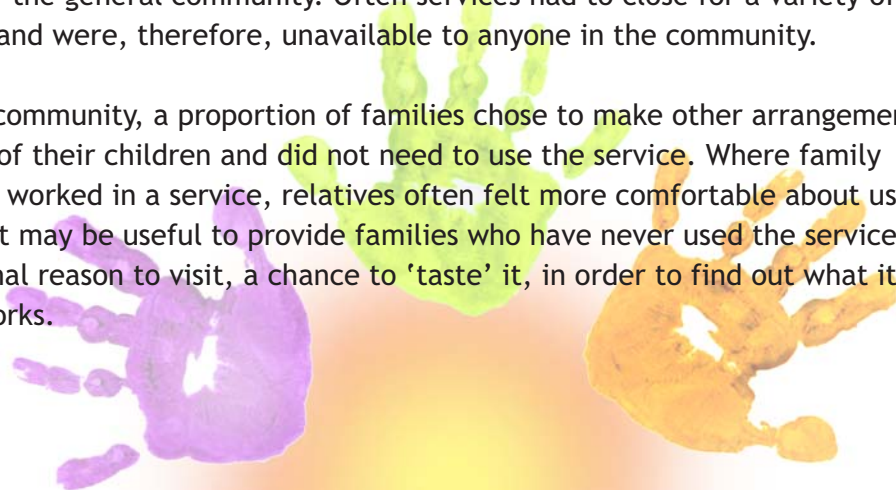 the general community. Often services had to close for a variety of
and were, therefore, unavailable to anyone in the community.
community, a proportion of families chose to make other arrangemen
of their children and did not need to use the service. Where family
worked in a service, relatives often felt more comfortable about us
t may be useful to provide families who have never used the service
nal reason to visit, a chance to ‘taste’ it, in order to find out what it
orks.